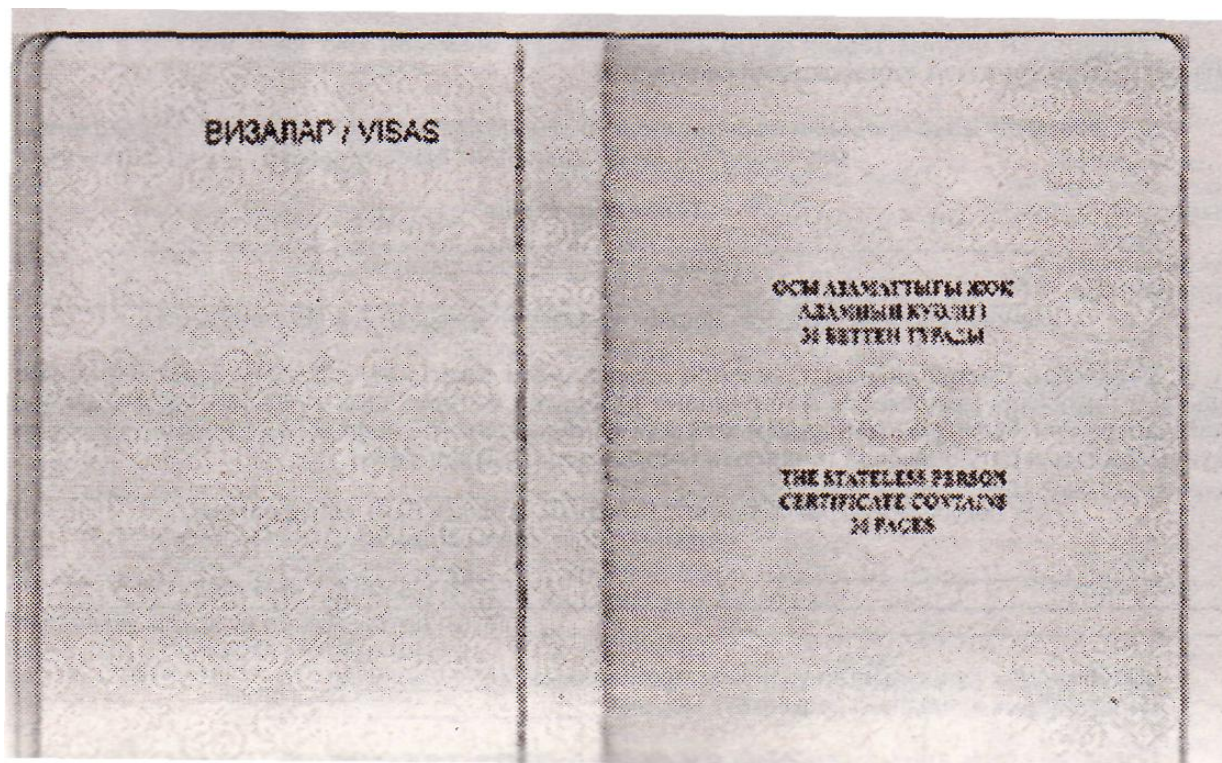 ВИЗАЛАР / VISAS
ОСЫ АЗАМАТТЫҒЫ ЖОҚ
АДАМНЫҢ КУӘЛІГІ
БЕТТЕН ТҰРАДЫ
THE STATELESS PERSON
CERTIFICATE CONTAINS
PAGES